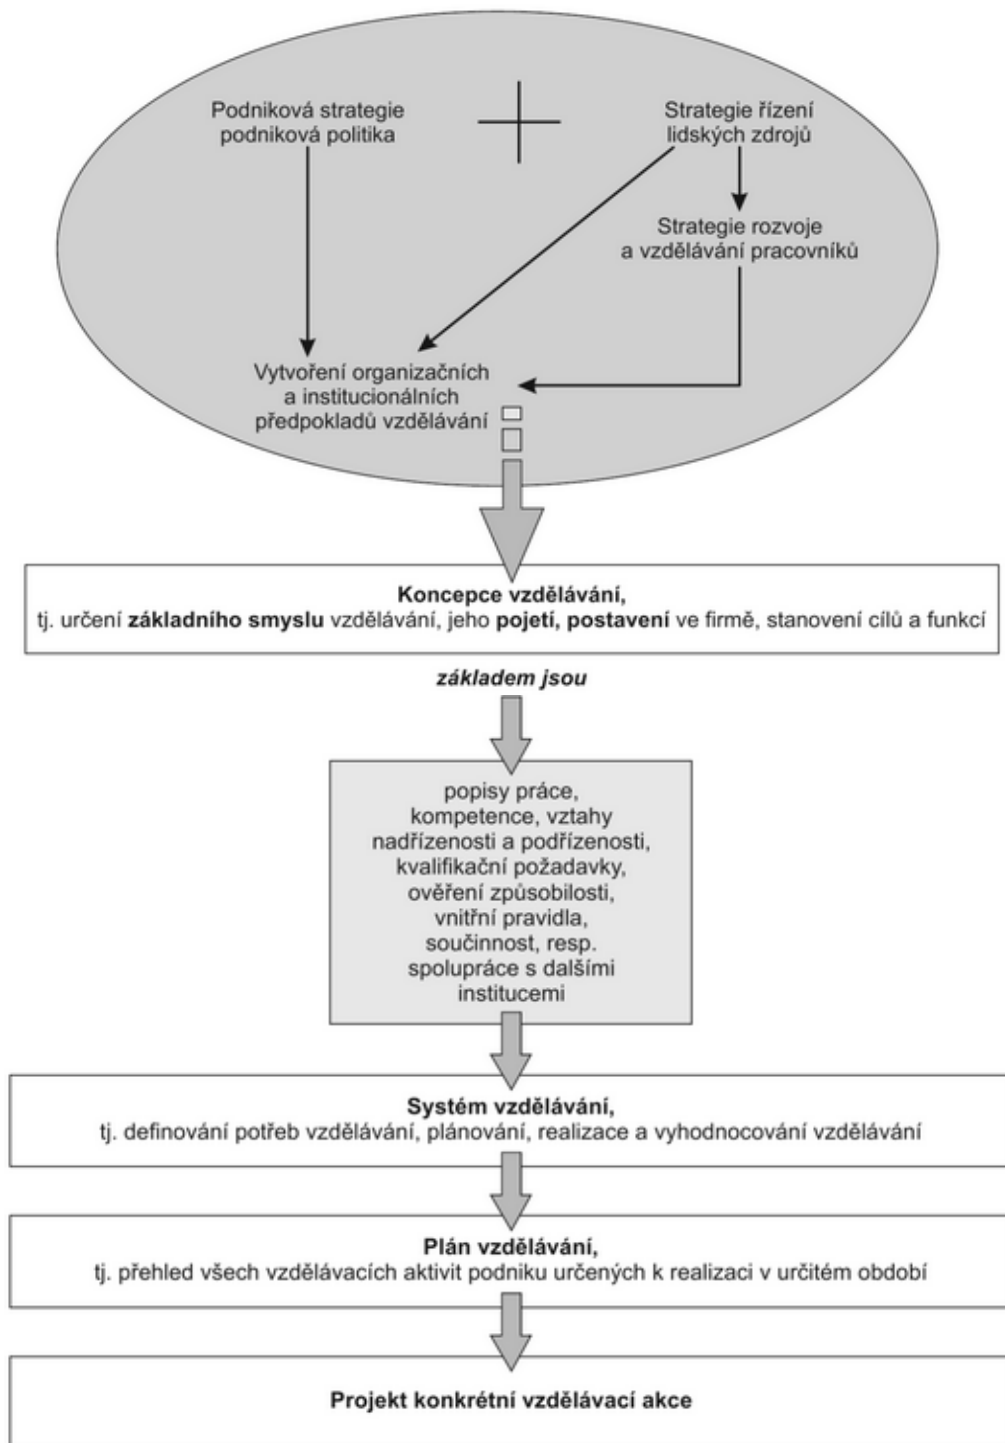 Podniková strategie
podniková politika
Strategie řízení
lidských zdrojů
Strategie rozvoje
a vzdělávání pracovníků
Vytvoření organizačních
a institucionálních
předpokladů vzdělávání
Koncepce vzdělávání,
tj. určení základního smyslu vzdělávání, jeho pojetí, postavení ve firmě, stanovení cílů a funkcí
základem jsou
popisy práce,
kompetence, vztahy
nadřízenosti a podřízenosti,
kvalifikační požadavky,
ověření způsobilosti,
vnitřní pravidla,
součinnost, resp.
spolupráce s dalšími
institucemi
Systém vzdělávání,
tj. definování potřeb vzdělávání, plánování, realizace a vyhodnocování vzdělávání
Plán vzdělávání,
tj. přehled všech vzdělávacích aktivit podniku určených k realizaci v určitém období
Projekt konkrétní vzdělávací akce